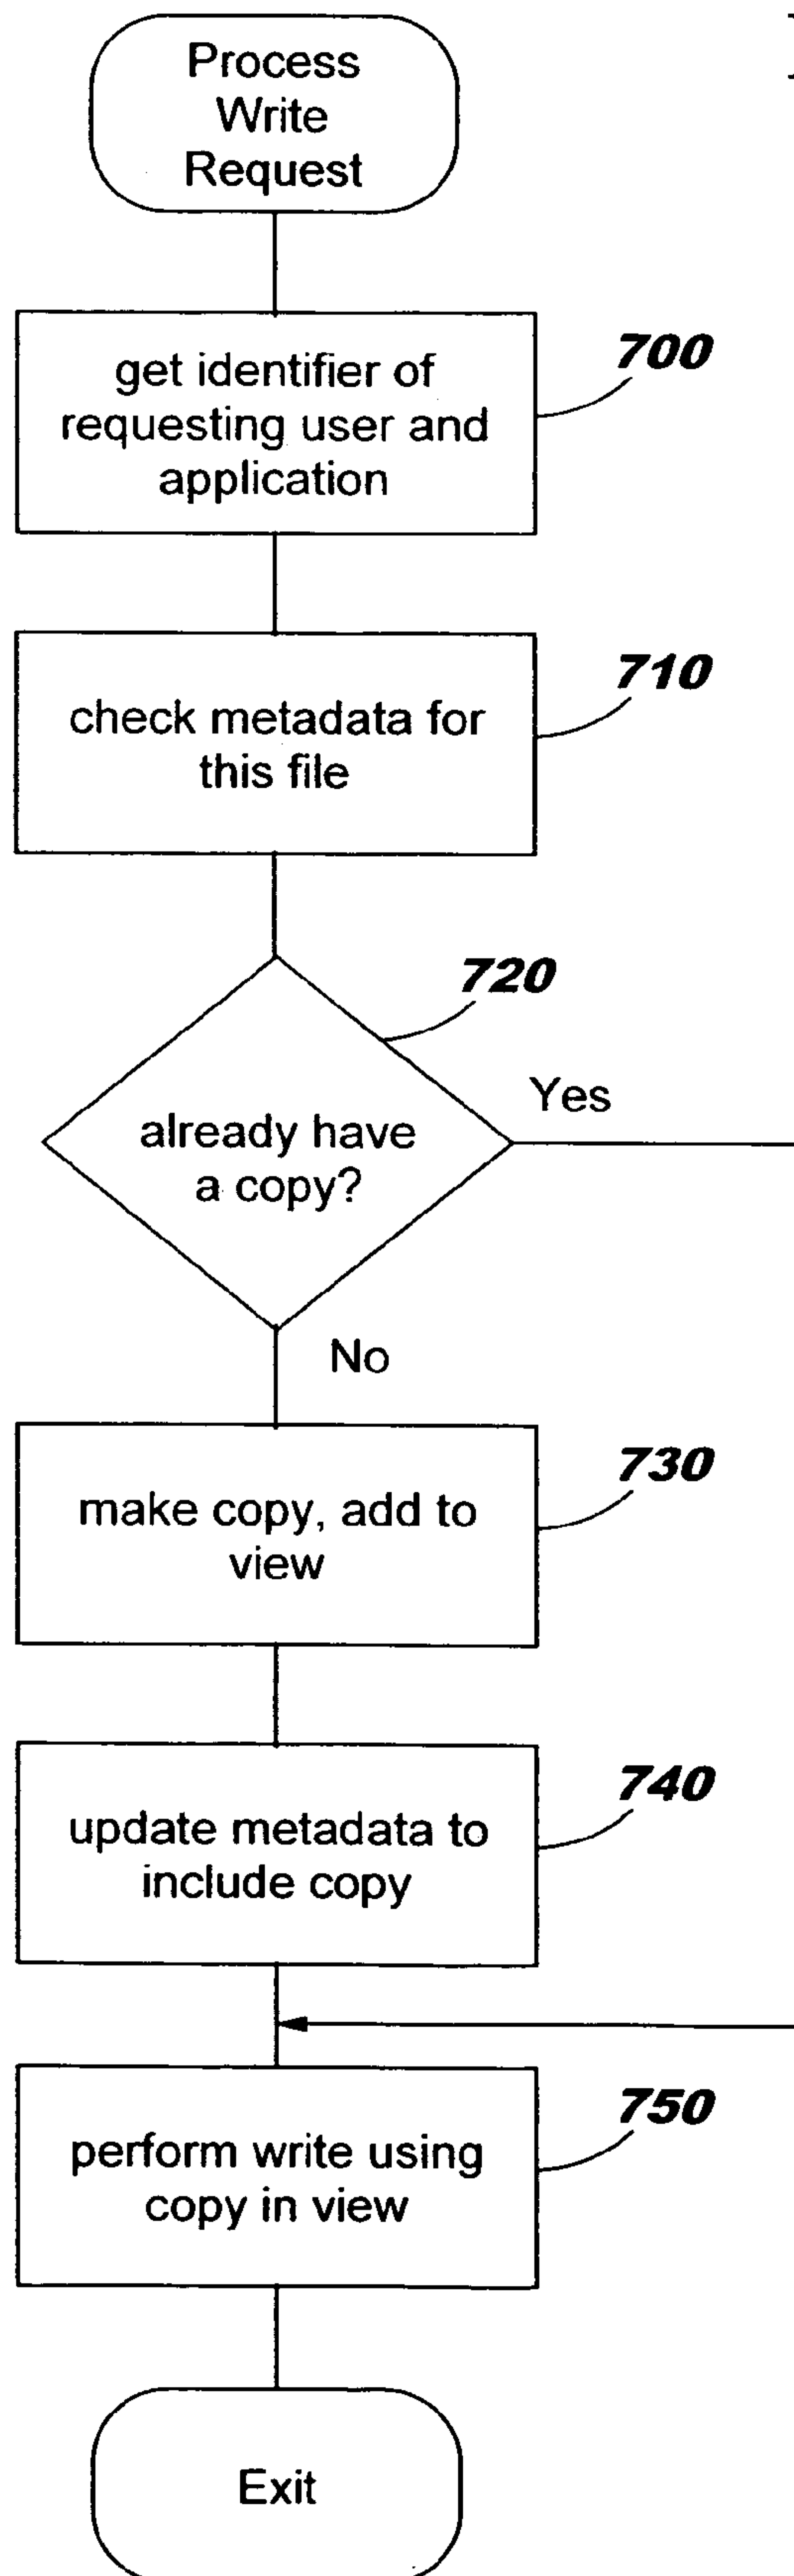 Process
Write
Request
get identifier of
requesting user and
application
700
check metadata for
this file
710
720
already have
a copy?
Yes
No
make copy, add to
view
730
update metadata to
include copy
740
perform write using
copy in view
750
Exit